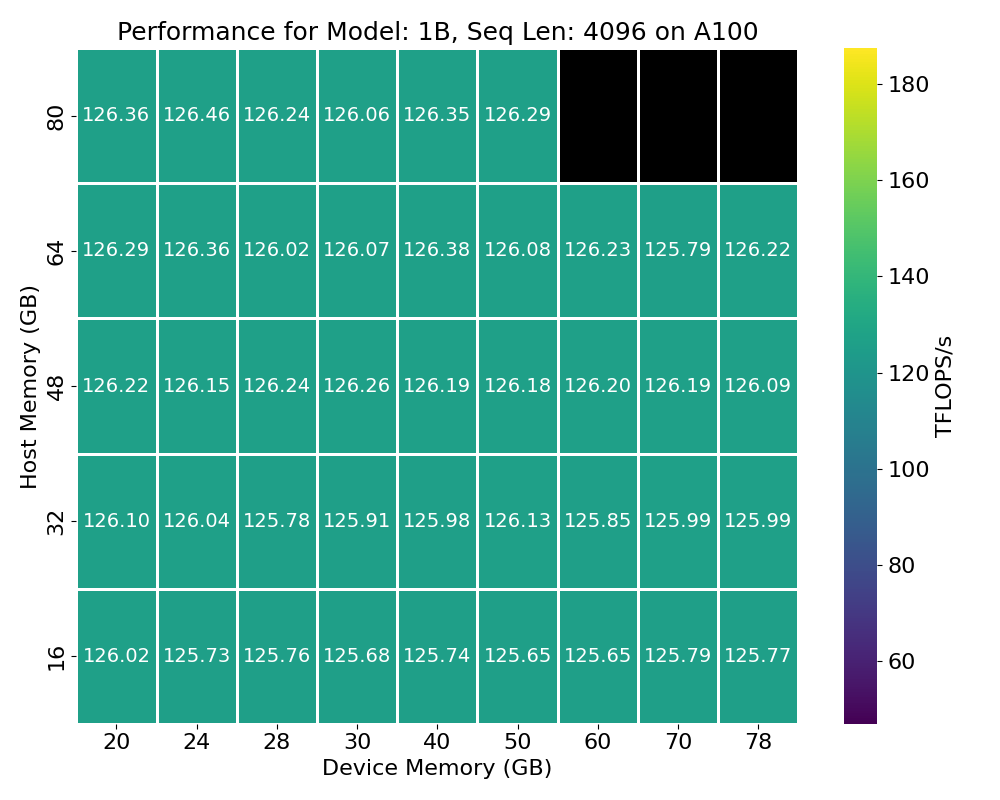 Performance for Model: 1B, Seq Len: 4096 on A100
80 126.36 126.46 126.24 126.06 126.35 126.29
64 126.29 126.36 126.02 126.07 126.38 126.08 126.23 125.79 126.22
48 126.22 126.15 126.24 126.26 126.19 126.18 126.20 126.19 126.09
32 126.10 126.04 125.78 125.91 125.98 126.13 125.85 125.99 125.99
16 126.02 125.73 125.76 125.68 125.74 125.65 125.65 125.79 125.77
20 24 28 30 40 50 60 70 78
Device Memory (GB)
Host Memory (GB)
180
160
140
120
100
80
60
TFLOPS/s